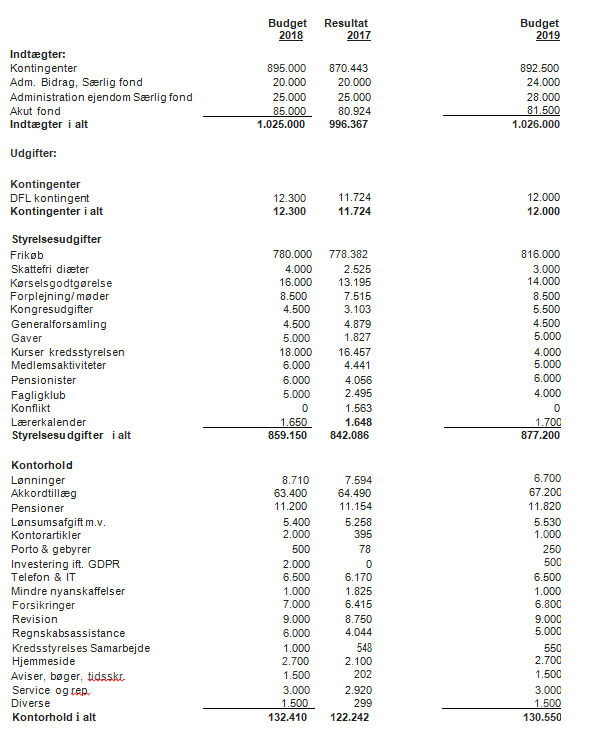 Budget Resultat Budget
2018 2017 2019
Indtægter:
Kontingenter 895.000 870.443 892.500
Adm. Bidrag, Særlig fond 20.000 20.000 24.000
Administration ejendom Særlig fond 25.000 25.000 28.000
Akut fond 85.000 80.924 81.500
Indtægter i alt 1.025.000 996.367 1.026.000
Udgifter:
Kontingenter
DFL kontingent 12.300 11.724 12.000
Kontingenter i alt 12.300 11.724 12.000
Styrelsesudgifter
Frikøb 780.000 778.382 816.000
Skattefri diæter 4.000 2.525 3.000
Kørselsgodtgørelse 16.000 13.195 14.000
Forplejning/møder 8.500 7.515 8.500
Kongresudgifter 4.500 3.103 5.500
Generalforsamling 4.500 4.879 4.500
Gaver 5.000 1.827 5.000
Kurser kredsstyrelsen 18.000 16.457 4.000
Medlemsaktiviteter 6.000 4.441 5.000
Pensionister 6.000 4.056 6.000
Fagligklub 5.000 2.495 4.000
Konflikt 0 1.563 0
Lærerkalender 1.650 1.648 1.700
Styrelsesudgifter i alt 859.150 842.086 877.200
Kontorhold
Lønninger 8.710 7.594 6.700
Akkordtillæg 63.400 64.490 67.200
Pensioner 11.200 11.154 11.820
Lønsumsafgift m.v. 5.400 5.258 5.530
Kontorartikler 2.000 395 1.000
Porto & gebyrer 500 78 250
Investering ift. GDPR 2.000 0 500
Telefon & IT 6.500 6.170 6.500
Mindre nyanskaffelser 1.000 1.825 1.000
Forsikringer 7.000 6.415 6.800
Revision 9.000 8.750 9.000
Regnskabsassistance 6.000 4.044 5.000
Kredsstyrelses Samarbejde 1.000 548 550
Hjemmeside 2.700 2.100 2.700
Aviser, bøger, tidsskr. 1.500 202 1.500
Service og rep. 3.000 2.920 3.000
Diverse 1.500 299 1.500
Kontorhold i alt 132.410 122.242 130.550